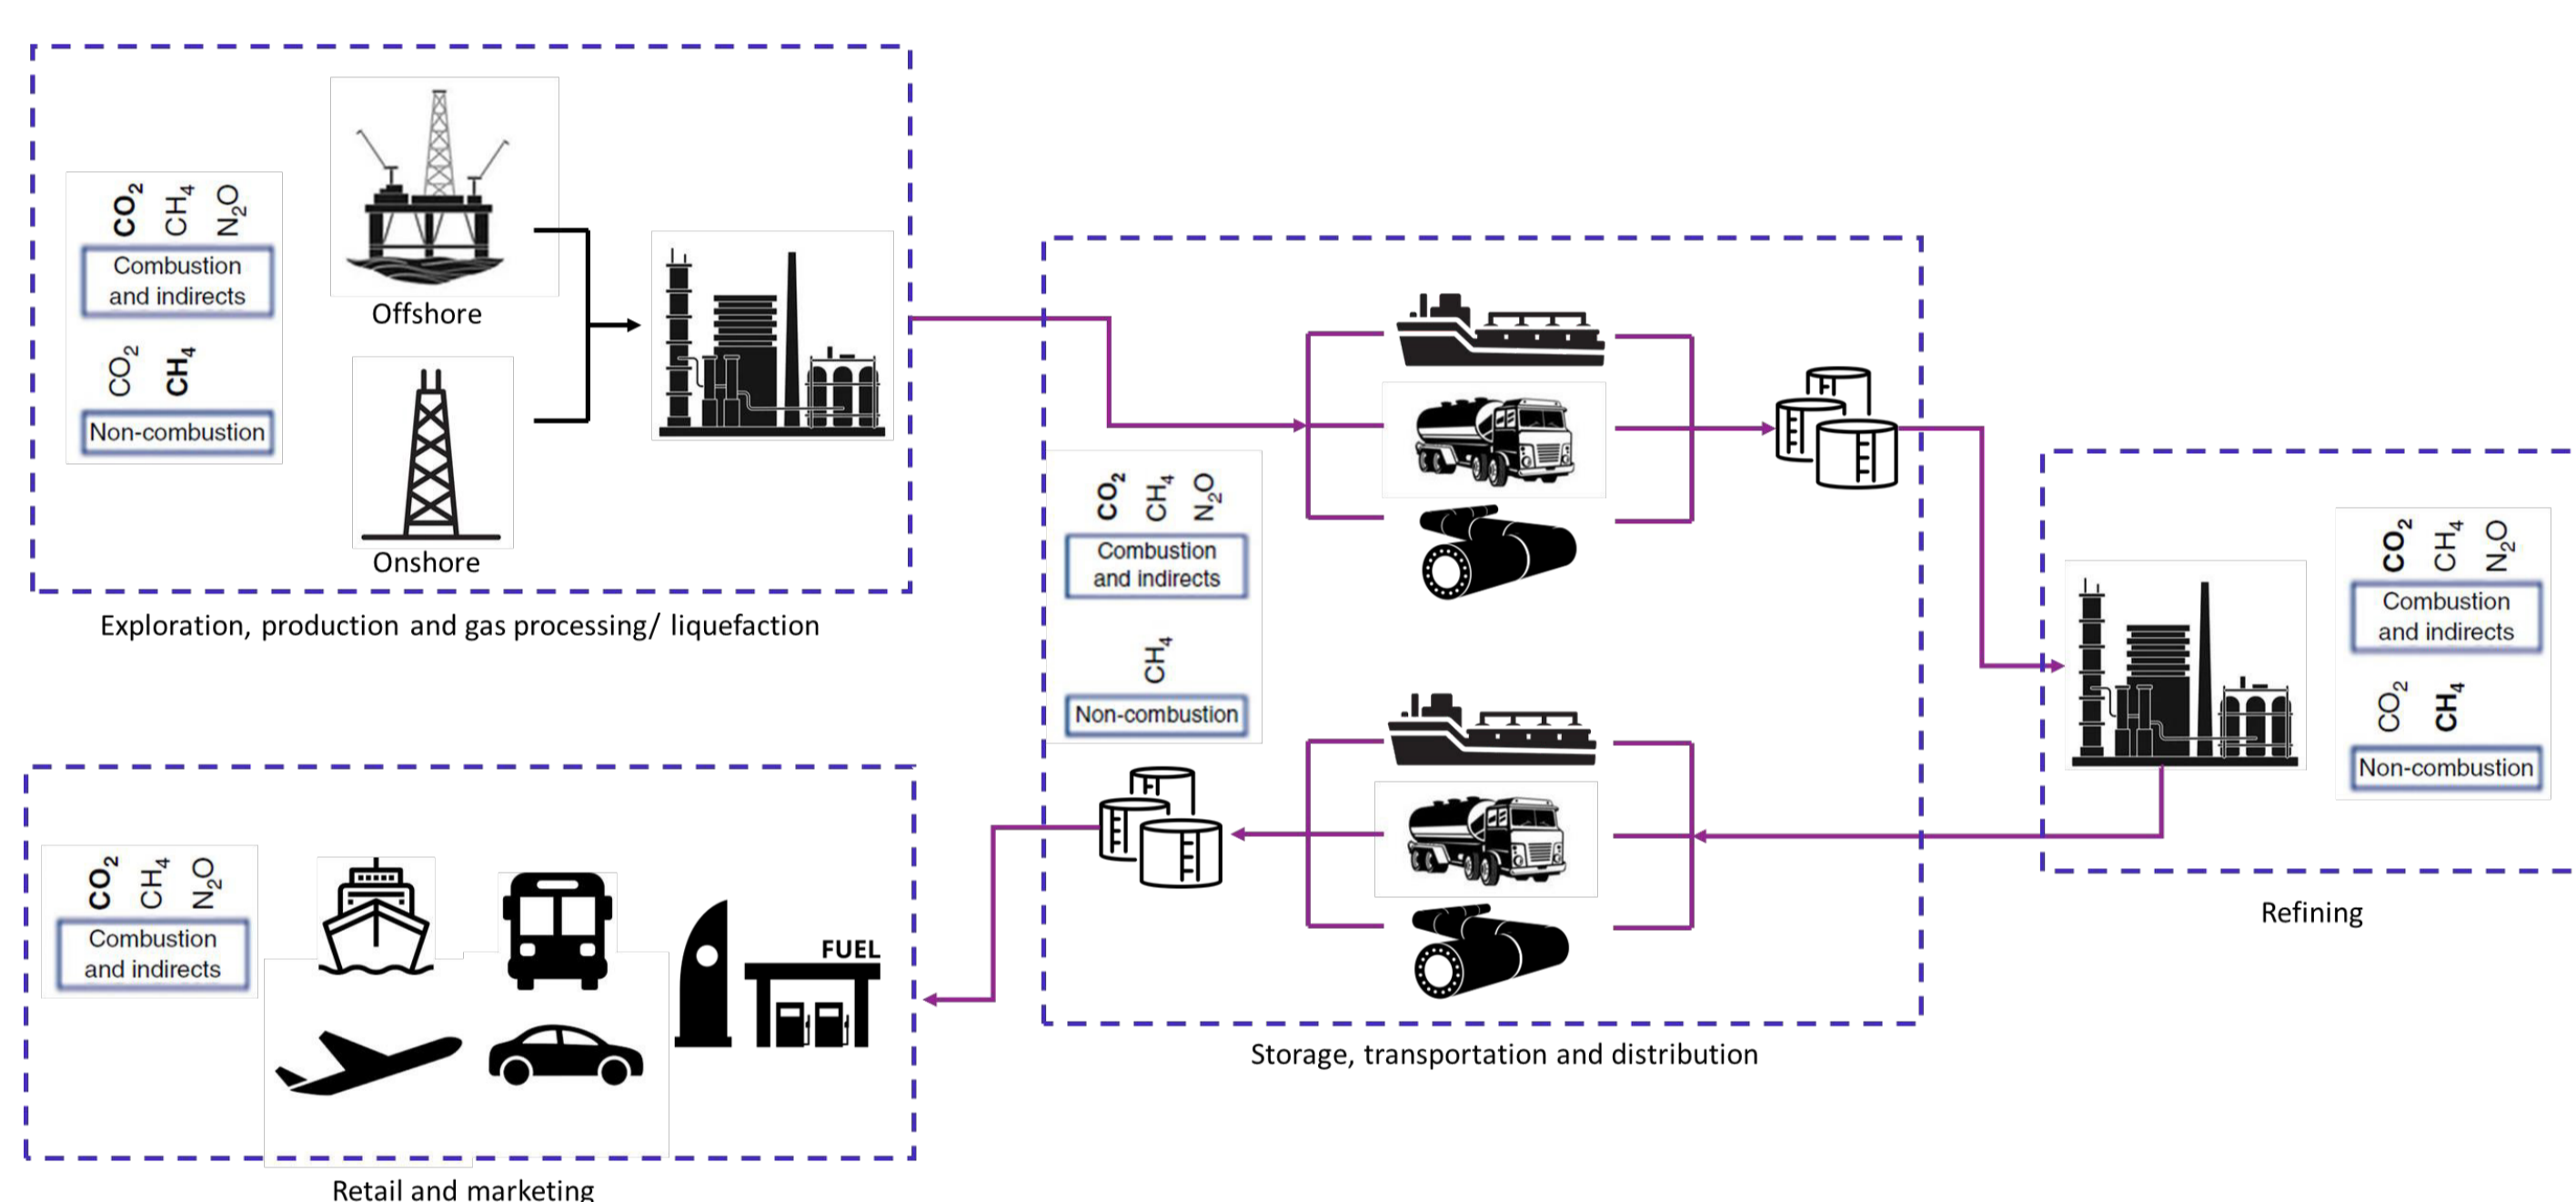 CO₂ CH₄ N₂O
Combustion
and indirects
CO₂ CH₄
Non-combustion
Offshore
Onshore
Exploration, production and gas processing/ liquefaction
CO₂ CH₄ N₂O
Combustion
and indirects
CH₄
Non-combustion
Storage, transportation and distribution
CO₂ CH₄ N₂O
Combustion
and indirects
CO₂ CH₄
Non-combustion
Refining
CO₂ CH₄ N₂O
Combustion
and indirects
FUEL
Retail and marketing